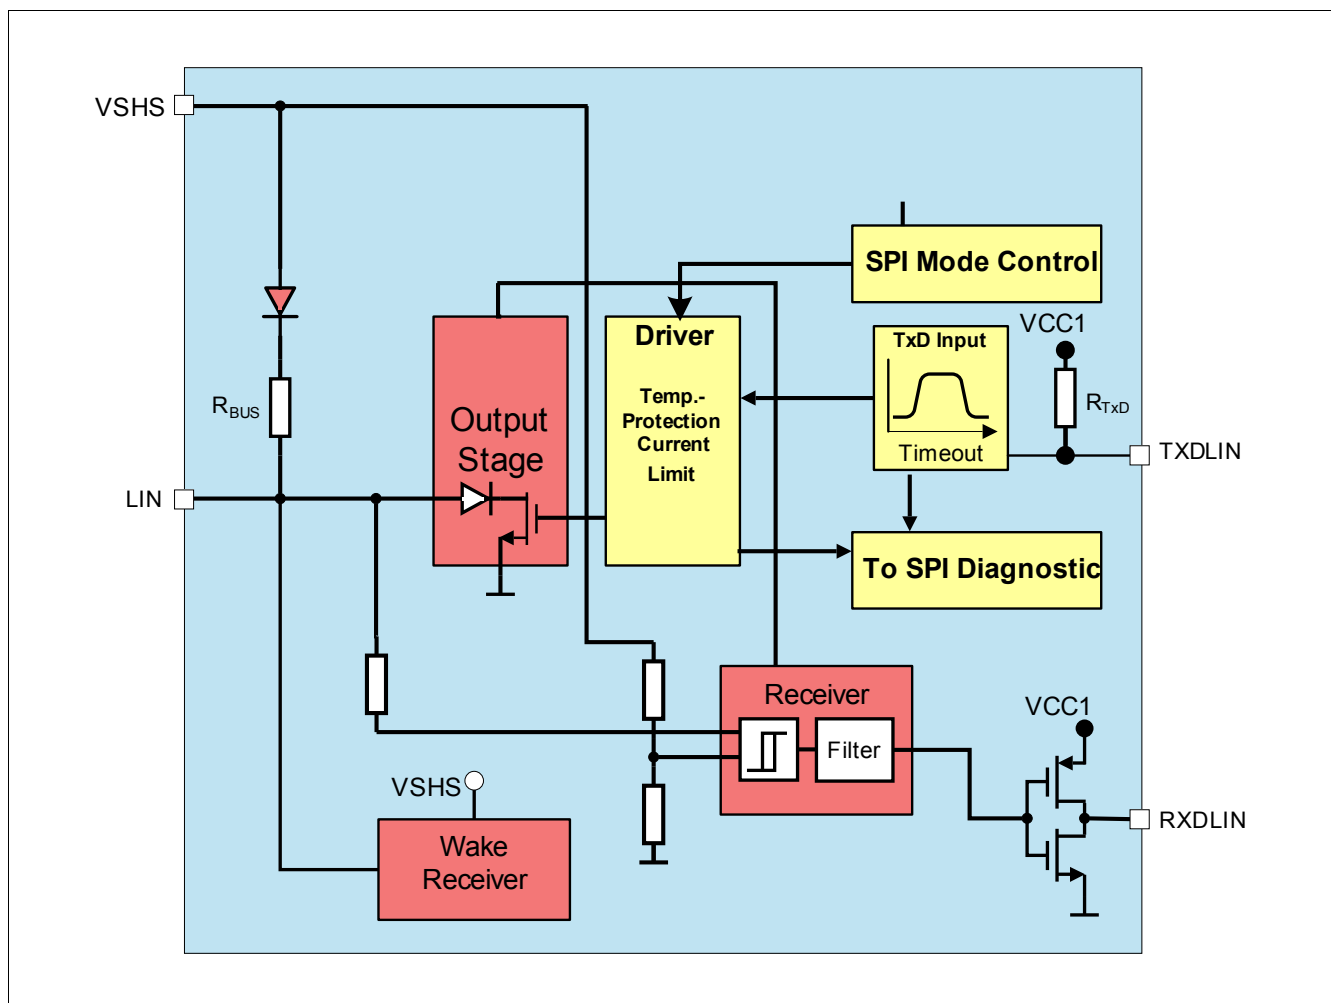 VSHS
SPI Mode Control
VCC1
Driver
TxD Input
Temp.-
Protection
Current
Limit
RBUS
RTxD
Output
Stage
Timeout
TXDLIN
LIN
To SPI Diagnostic
Receiver
VCC1
Filter
VSHS
RXDLIN
Wake
Receiver